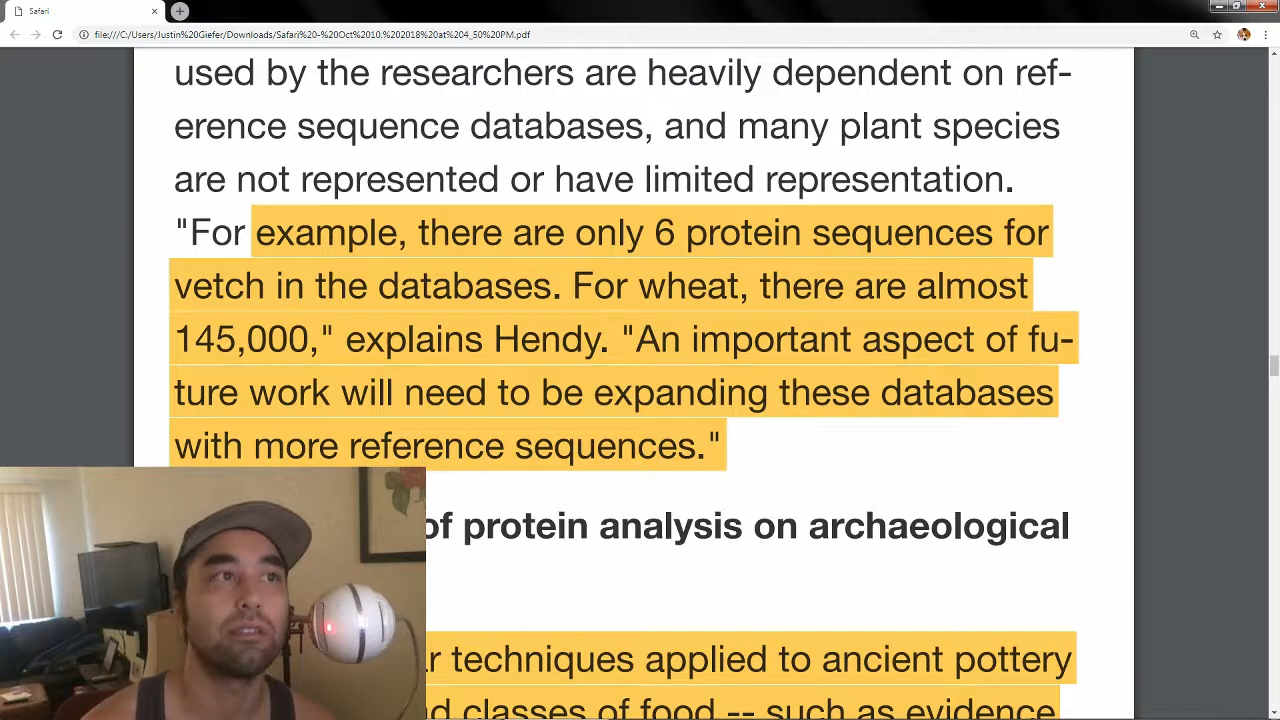 Safari
file:///C:/Users/Justin%20Giefer/Downloads/Safari%20-%20Oct%2010,%202018%20at%204_50%20PM.pdf
used by the researchers are heavily dependent on ref-
erence sequence databases, and many plant species
are not represented or have limited representation.
"For example, there are only 6 protein sequences for
vetch in the databases. For wheat, there are almost
145,000," explains Hendy. "An important aspect of fu-
ture work will need to be expanding these databases
with more reference sequences."
of protein analysis on archaeological
techniques applied to ancient pottery
classes of food -- such as evidence